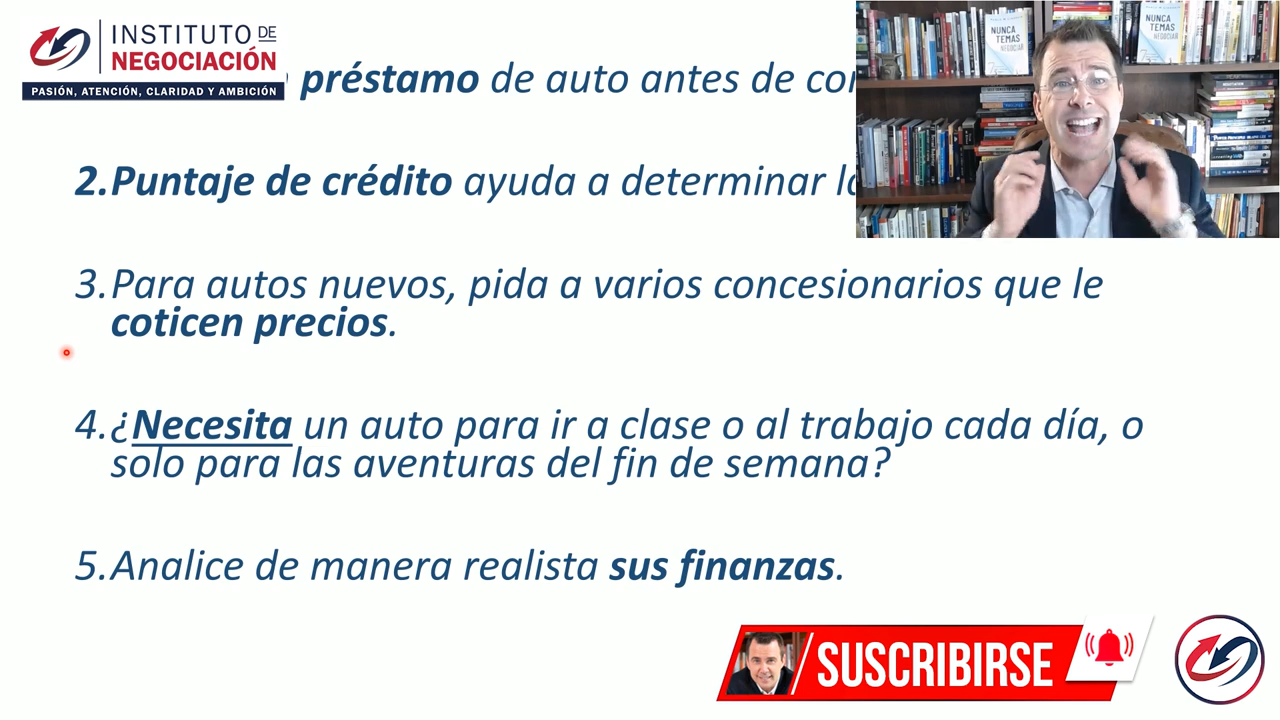 INSTITUTO DE
NEGOCIACIÓN
PASIÓN, ATENCIÓN, CLARIDAD Y AMBICIÓN
préstamo de auto antes de
2. Puntaje de crédito ayuda a determinar
3. Para autos nuevos, pida a varios concesionarios que le
coticen precios.
4. ¿Necesita un auto para ir a clase o al trabajo cada día, o
solo para las aventuras del fin de semana?
5. Analice de manera realista sus finanzas.
NUNCA
TEMAS
NEGOCIAR
NUNCA
TEMAS
NEGOCIAR
SUSCRIBIRSE